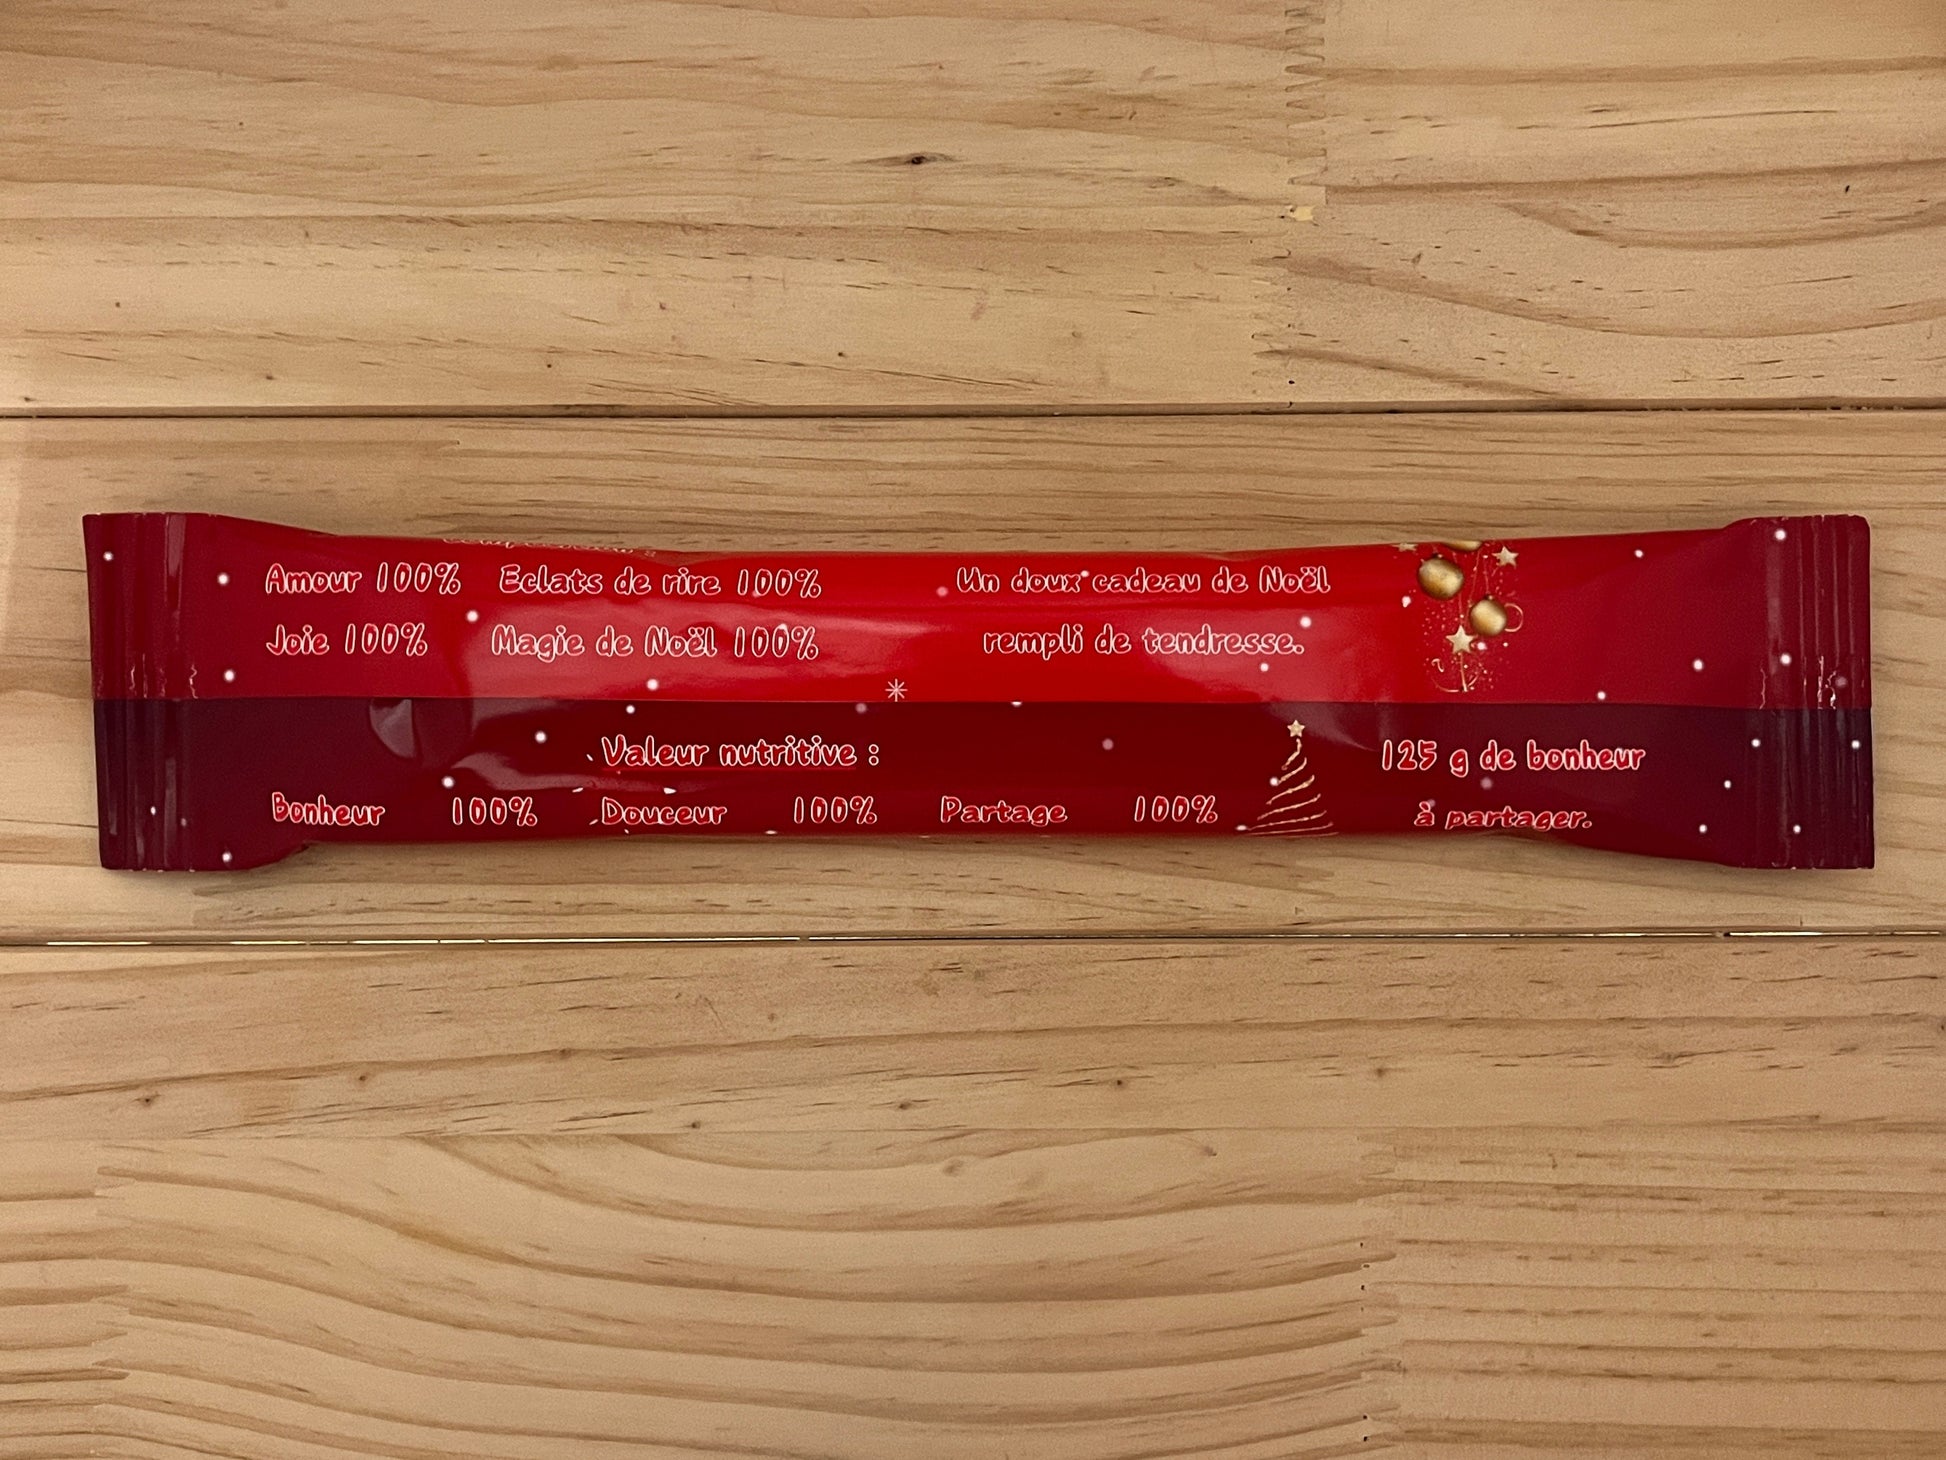 Amour 100% Eclats de rire 100%
Joie 100% Magie de Noël 100%
Un doux cadeau de Noël
rempli de tendresse.
Valeur nutritive :
Bonheur 100% Douceur 100% Partage 100%
125 g de bonheur
à partager.